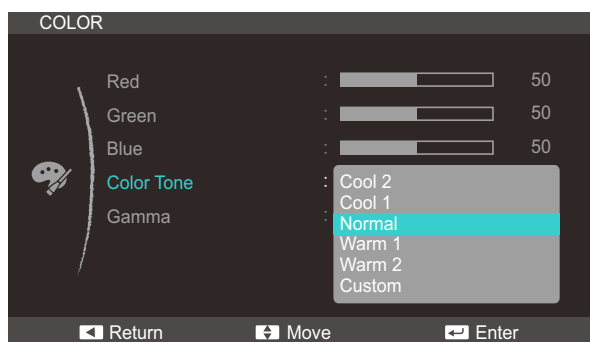 COLOR
Red : 50
Green : 50
Blue : 50
Color Tone : Cool 2
Cool 1
Gamma : Normal
Warm 1
Warm 2
Custom
Return Move Enter